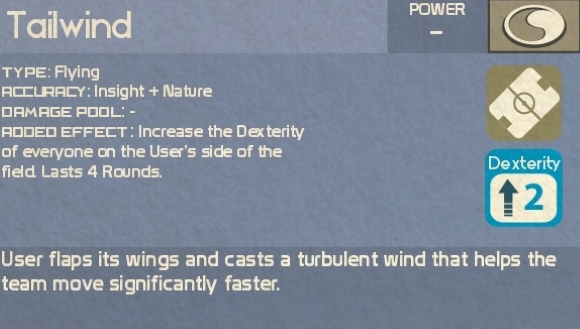 Tailwind
POWER
–
TYPE: Flying
ACCURACY: Insight + Nature
DAMAGE POOL: -
ADDED EFFECT: Increase the Dexterity
of everyone on the User's side of the
field. Lasts 4 Rounds.
Dexterity
2
User flaps its wings and casts a turbulent wind that helps the
team move significantly faster.